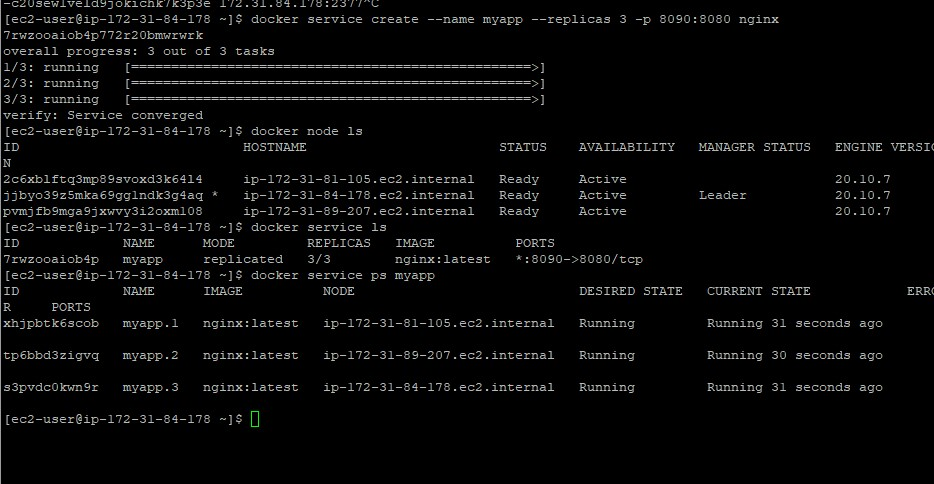 -c20sewlveld9jokichk7k3p3e 172.31.84.178:2377^C
[ec2-user@ip-172-31-84-178 ~]$ docker service create --name myapp --replicas 3 -p 8090:8080 nginx
7rwzooaiob4p772r20bmwrwrk
overall progress: 3 out of 3 tasks
1/3: running   [==================================================>]
2/3: running   [==================================================>]
3/3: running   [==================================================>]
verify: Service converged
[ec2-user@ip-172-31-84-178 ~]$ docker node ls
ID                            HOSTNAME                        STATUS    AVAILABILITY   MANAGER STATUS   ENGINE VERSIO
N
2c6xblftq3mp89svoxd3k64l4     ip-172-31-81-105.ec2.internal   Ready     Active                          20.10.7
jjbyo39z5mka69gglndk3g4aq *   ip-172-31-84-178.ec2.internal   Ready     Active         Leader           20.10.7
pvmjfb9mga9jxwvy3i2oxml08     ip-172-31-89-207.ec2.internal   Ready     Active                          20.10.7
[ec2-user@ip-172-31-84-178 ~]$ docker service ls
ID             NAME      MODE         REPLICAS   IMAGE          PORTS
7rwzooaiob4p   myapp     replicated   3/3        nginx:latest   *:8090->8080/tcp
[ec2-user@ip-172-31-84-178 ~]$ docker service ps myapp
ID             NAME      IMAGE          NODE                            DESIRED STATE   CURRENT STATE            ERRO
R     PORTS
xhjpbtk6scob   myapp.1   nginx:latest   ip-172-31-81-105.ec2.internal   Running         Running 31 seconds ago
tp6bbd3zigvq   myapp.2   nginx:latest   ip-172-31-89-207.ec2.internal   Running         Running 30 seconds ago
s3pvdc0kwn9r   myapp.3   nginx:latest   ip-172-31-84-178.ec2.internal   Running         Running 31 seconds ago
[ec2-user@ip-172-31-84-178 ~]$